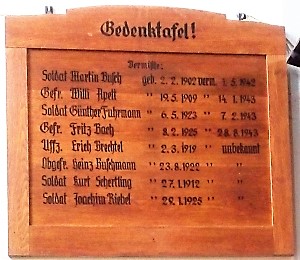 Gedenktafel!
Vermißte:
Soldat Martin Busch geb. 2. 2. 1902 verm. 1. 5. 1942
Gefr. Willi Apelt " 19.5. 1909 " 14. 1. 1943
Soldat Günther Fuhrmann " 6.5. 1923 " 7. 2. 1943
Gefr. Fritz Bach " 8.2. 1925 " 28. 8. 1943
Uffz. Erich Brechtel " 2.3. 1919 " unbekannt
Obgefr. Heinz Buschmann " 23.8.1922 " "
Soldat Kurt Schertling " 27.1.1912 " "
Soldat Joachim Riebel " 29.1.1925 " "